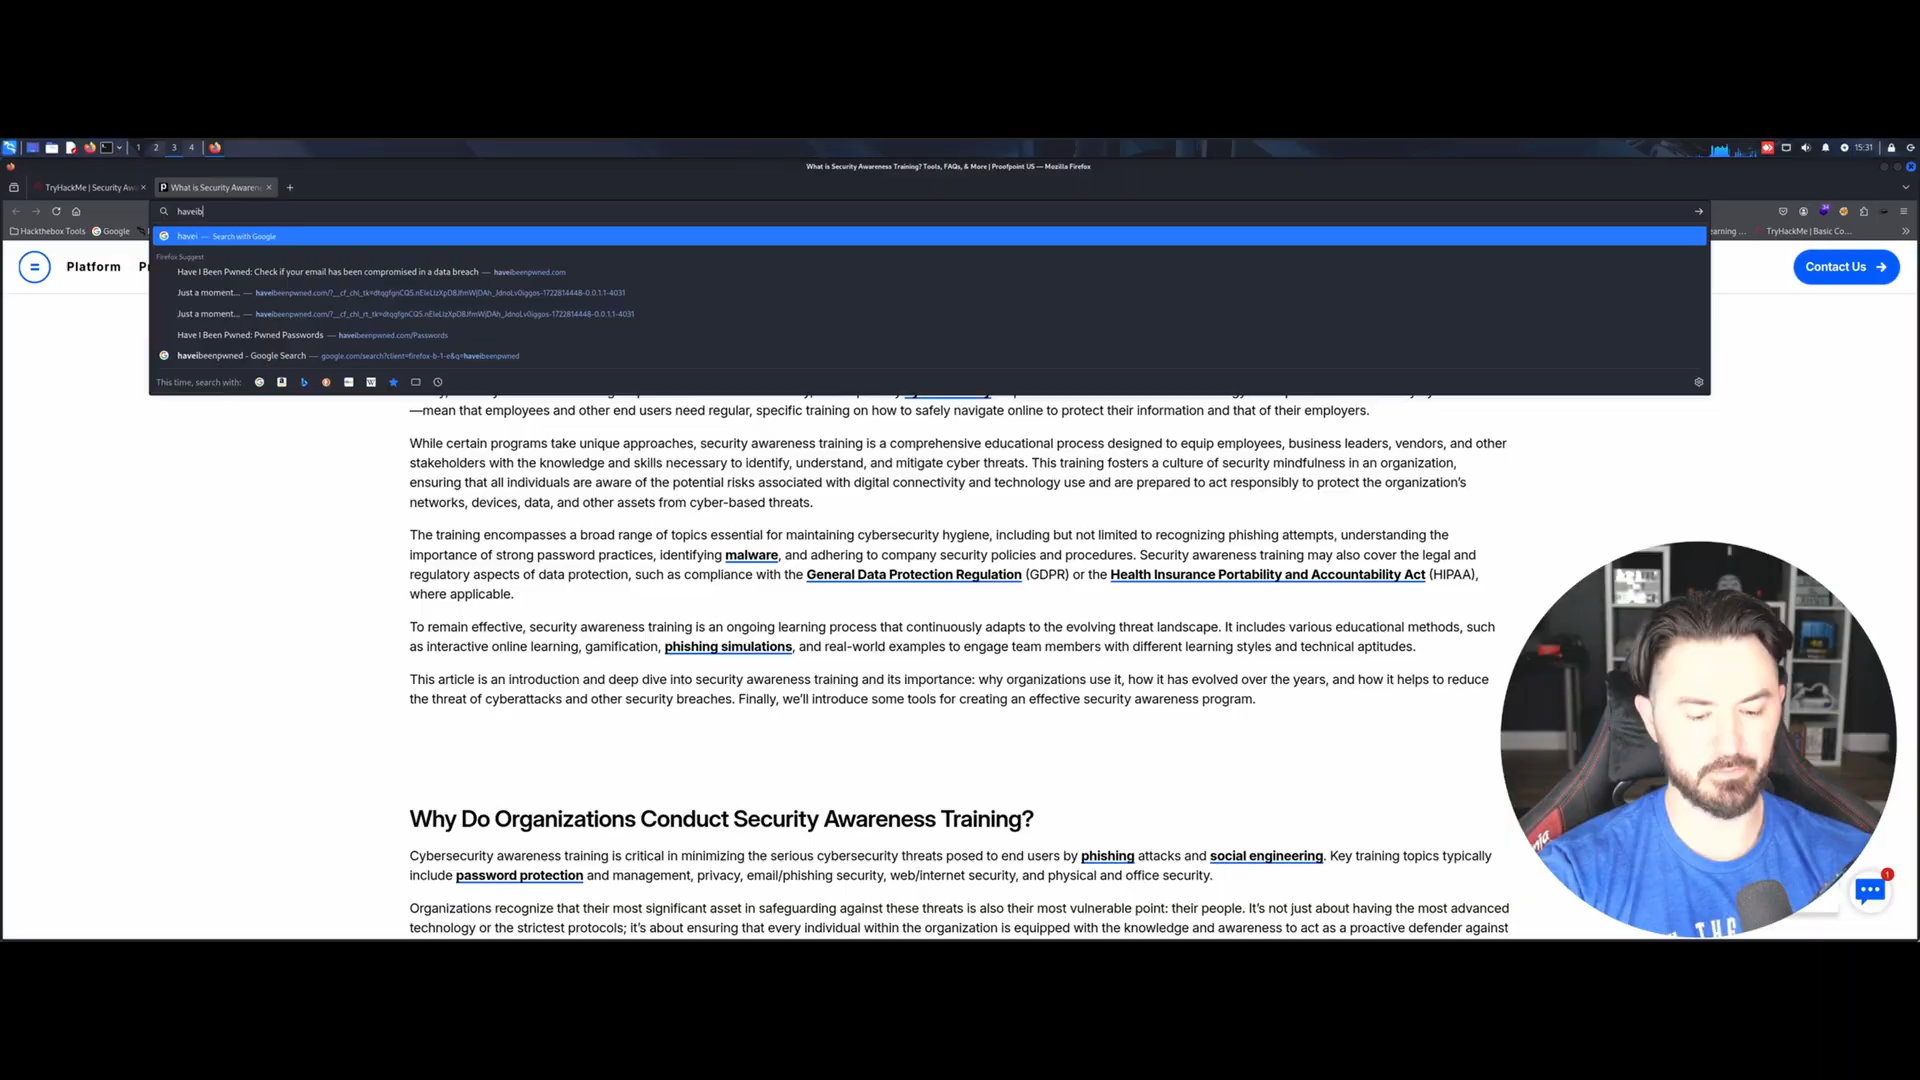 1 2 3 4
15:31
What is Security Awareness Training? Tools, FAQs, & More | Proofpoint US — Mozilla Firefox
TryHackMe | Security Aw
What is Security Awaren
haveib
Hackthebox Tools Google
havei — Search with Google
earning ... TryHackMe | Basic Co...
Firefox Suggest
Have I Been Pwned: Check if your email has been compromised in a data breach — haveibeenpwned.com
Just a moment... —
Just a moment... —
Have I Been Pwned: Pwned Passwords — haveibeenpwned.com/Passwords
haveibeenpwned - Google Search — google.com/search?client=firefox-b-1-e&q=haveibeenpwned
This time, search with:
Platform
Contact Us
—mean that employees and other end users need regular, specific training on how to safely navigate online to protect their information and that of their employers.
While certain programs take unique approaches, security awareness training is a comprehensive educational process designed to equip employees, business leaders, vendors, and other
stakeholders with the knowledge and skills necessary to identify, understand, and mitigate cyber threats. This training fosters a culture of security mindfulness in an organization,
ensuring that all individuals are aware of the potential risks associated with digital connectivity and technology use and are prepared to act responsibly to protect the organization’s
networks, devices, data, and other assets from cyber-based threats.
The training encompasses a broad range of topics essential for maintaining cybersecurity hygiene, including but not limited to recognizing phishing attempts, understanding the
importance of strong password practices, identifying malware, and adhering to company security policies and procedures. Security awareness training may also cover the legal and
regulatory aspects of data protection, such as compliance with the General Data Protection Regulation (GDPR) or the Health Insurance Portability and Accountability Act (HIPAA),
where applicable.
To remain effective, security awareness training is an ongoing learning process that continuously adapts to the evolving threat landscape. It includes various educational methods, such
as interactive online learning, gamification, phishing simulations, and real-world examples to engage team members with different learning styles and technical aptitudes.
This article is an introduction and deep dive into security awareness training and its importance: why organizations use it, how it has evolved over the years, and how it helps to reduce
the threat of cyberattacks and other security breaches. Finally, we’ll introduce some tools for creating an effective security awareness program.
Why Do Organizations Conduct Security Awareness Training?
Cybersecurity awareness training is critical in minimizing the serious cybersecurity threats posed to end users by phishing attacks and social engineering. Key training topics typically
include password protection and management, privacy, email/phishing security, web/internet security, and physical and office security.
Organizations recognize that their most significant asset in safeguarding against these threats is also their most vulnerable point: their people. It’s not just about having the most advanced
technology or the strictest protocols; it’s about ensuring that every individual within the organization is equipped with the knowledge and awareness to act as a proactive defender against
THE
1